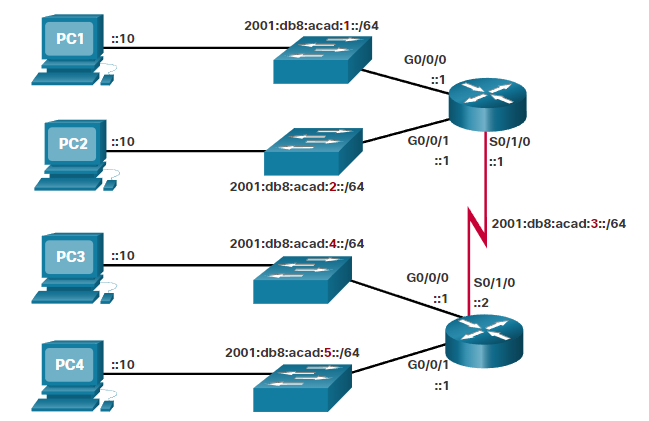 2001:db8:acad:1::/64
PC1
::10
G0/0/0
::1
PC2
::10
G0/0/1
::1
S0/1/0
::1
2001:db8:acad:2::/64
2001:db8:acad:3::/64
2001:db8:acad:4::/64
PC3
::10
G0/0/0
::1
S0/1/0
::2
2001:db8:acad:5::/64
PC4
::10
G0/0/1
::1